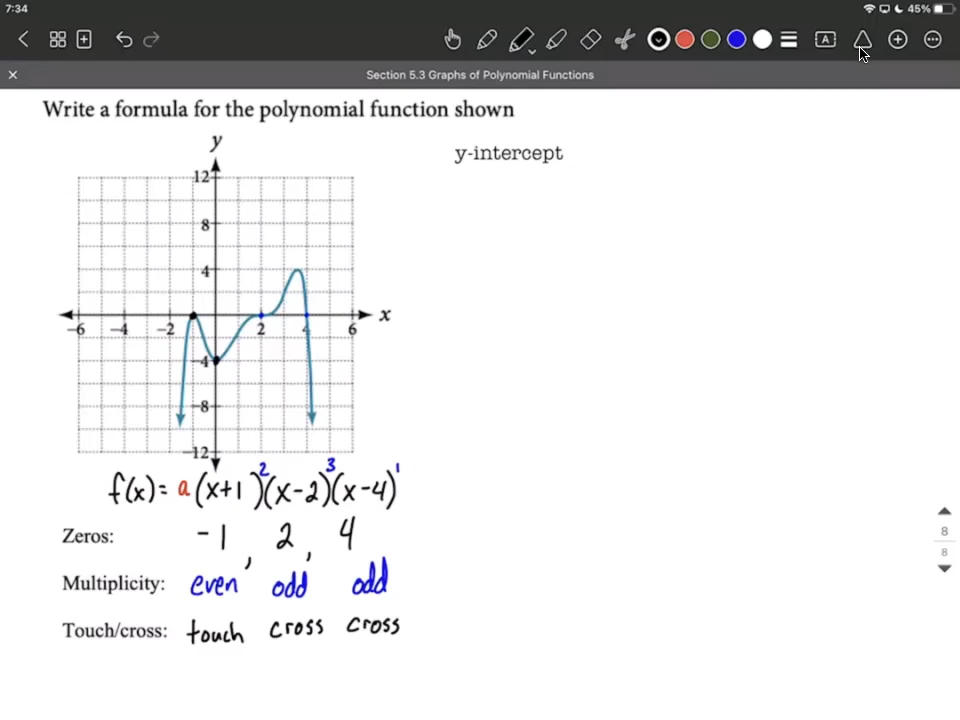 7:34
45%
A
Section 5.3 Graphs of Polynomial Functions
Write a formula for the polynomial function shown
y-intercept
y
12
8
4
x
-6 -4 -2 2 4 6
-4
-8
-12
f(x) = a (x+1)²(x-2)³(x-4)¹
Zeros: -1, 2, 4
Multiplicity: even odd odd
Touch/cross: touch cross cross
8
8